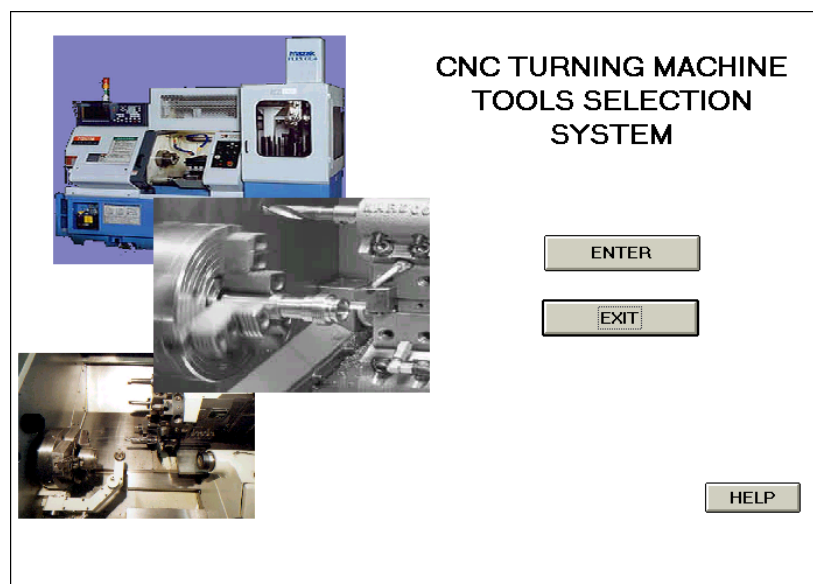 CNC TURNING MACHINE
TOOLS SELECTION
SYSTEM
ENTER
EXIT
HELP